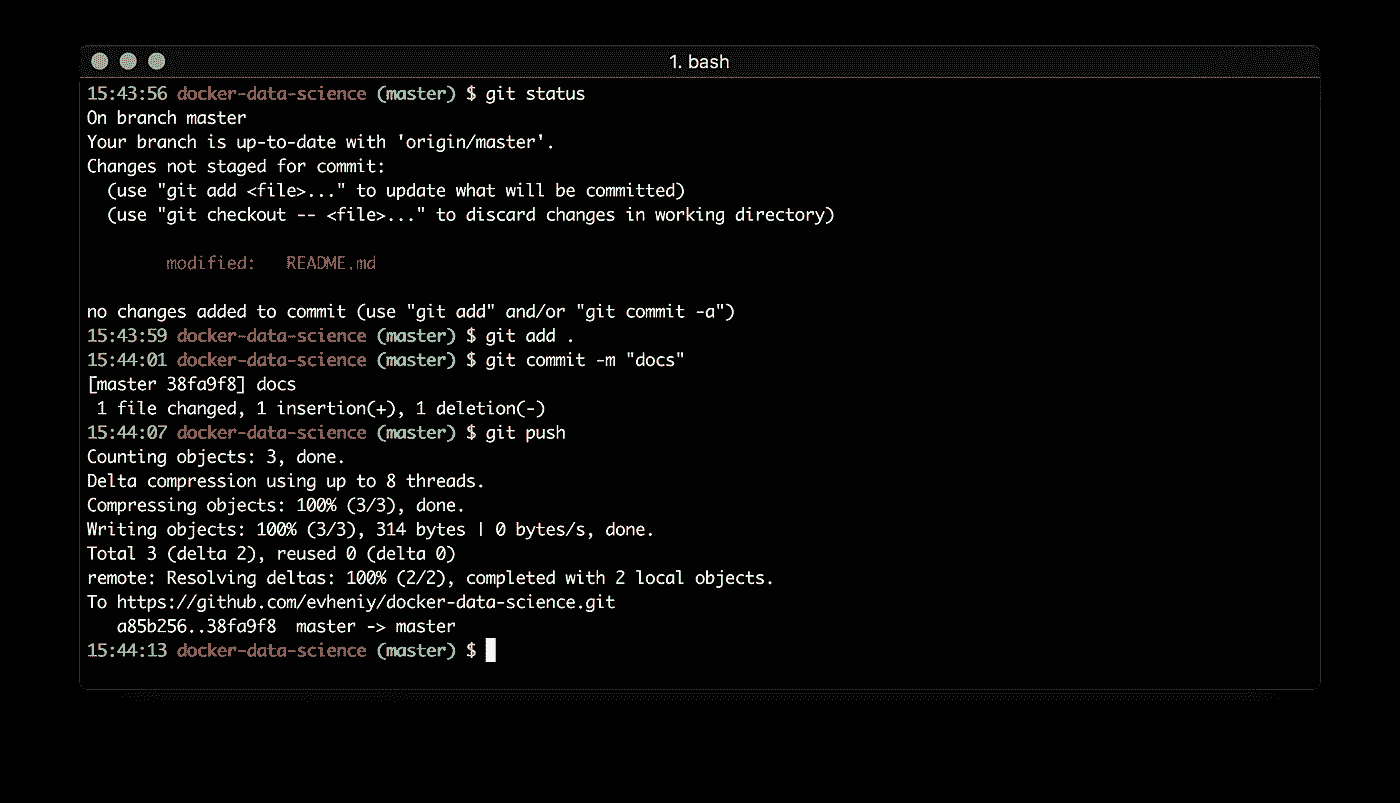 1. bash
15:43:56 docker-data-science (master) $ git status
On branch master
Your branch is up-to-date with 'origin/master'.
Changes not staged for commit:
  (use "git add <file>..." to update what will be committed)
  (use "git checkout -- <file>..." to discard changes in working directory)
        modified:   README.md
no changes added to commit (use "git add" and/or "git commit -a")
15:43:59 docker-data-science (master) $ git add .
15:44:01 docker-data-science (master) $ git commit -m "docs"
[master 38fa9f8] docs
 1 file changed, 1 insertion(+), 1 deletion(-)
15:44:07 docker-data-science (master) $ git push
Counting objects: 3, done.
Delta compression using up to 8 threads.
Compressing objects: 100% (3/3), done.
Writing objects: 100% (3/3), 314 bytes | 0 bytes/s, done.
Total 3 (delta 2), reused 0 (delta 0)
remote: Resolving deltas: 100% (2/2), completed with 2 local objects.
To https://github.com/evheniy/docker-data-science.git
   a85b256..38fa9f8  master -> master
15:44:13 docker-data-science (master) $